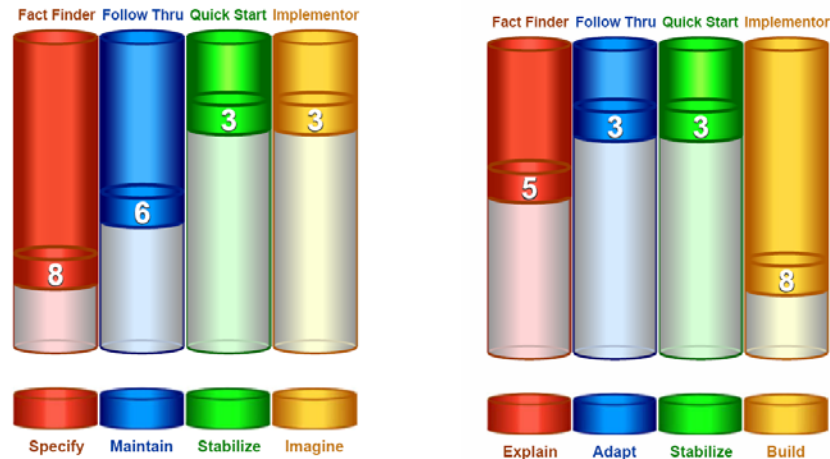 Fact Finder Follow Thru Quick Start Implementor
8
6
3
3
Specify Maintain Stabilize Imagine
Fact Finder Follow Thru Quick Start Implementor
5
3
3
8
Explain Adapt Stabilize Build